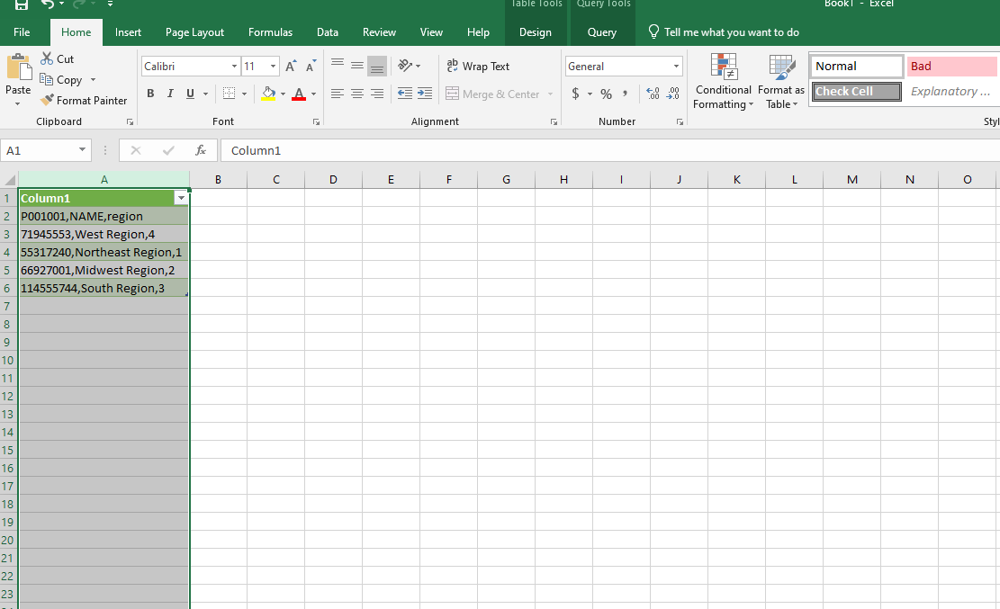 Table Tools Query Tools Book1 - Excel
File Home Insert Page Layout Formulas Data Review View Help Design Query Tell me what you want to do
Cut
Copy
Format Painter
Paste
Clipboard
Calibri 11
B I U A
Font
ab Wrap Text
Merge & Center
Alignment
General
$ % , .00 .00
Number
Conditional Formatting
Format as Table
Normal Bad
Check Cell Explanatory ...
Styl
A1 fx Column1
A B C D E F G H I J K L M N O
1 Column1
2 P001001,NAME,region
3 71945553,West Region,4
4 55317240,Northeast Region,1
5 66927001,Midwest Region,2
6 114555744,South Region,3
7
8
9
10
11
12
13
14
15
16
17
18
19
20
21
22
23